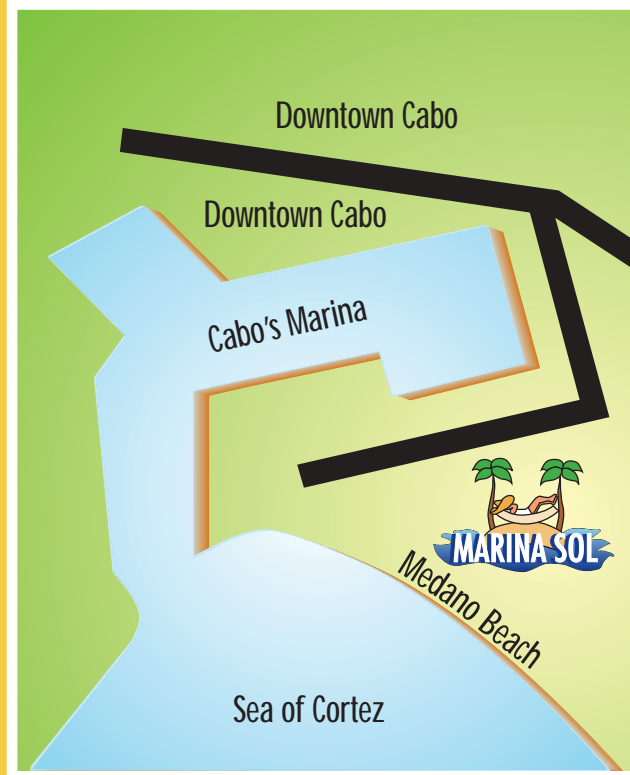 Downtown Cabo
Downtown Cabo
Cabo's Marina
MARINA SOL
Medano Beach
Sea of Cortez